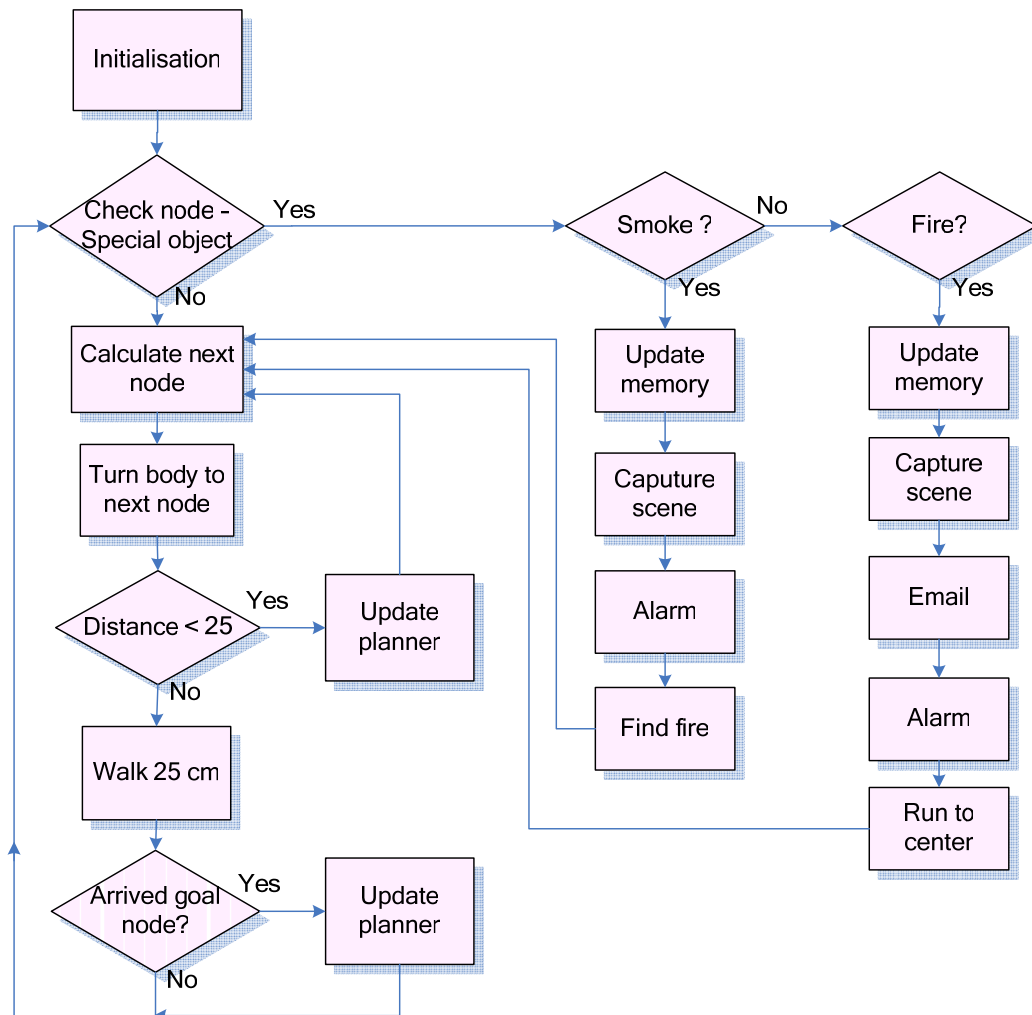 Initialisation
Check node -
Special object
Yes
No
Smoke ?
No
Yes
Fire?
Yes
Calculate next
node
Turn body to
next node
Distance < 25
Yes
No
Update
planner
Walk 25 cm
Arrived goal
node?
Yes
No
Update
planner
Update
memory
Caputure
scene
Alarm
Find fire
Update
memory
Capture
scene
Email
Alarm
Run to
center